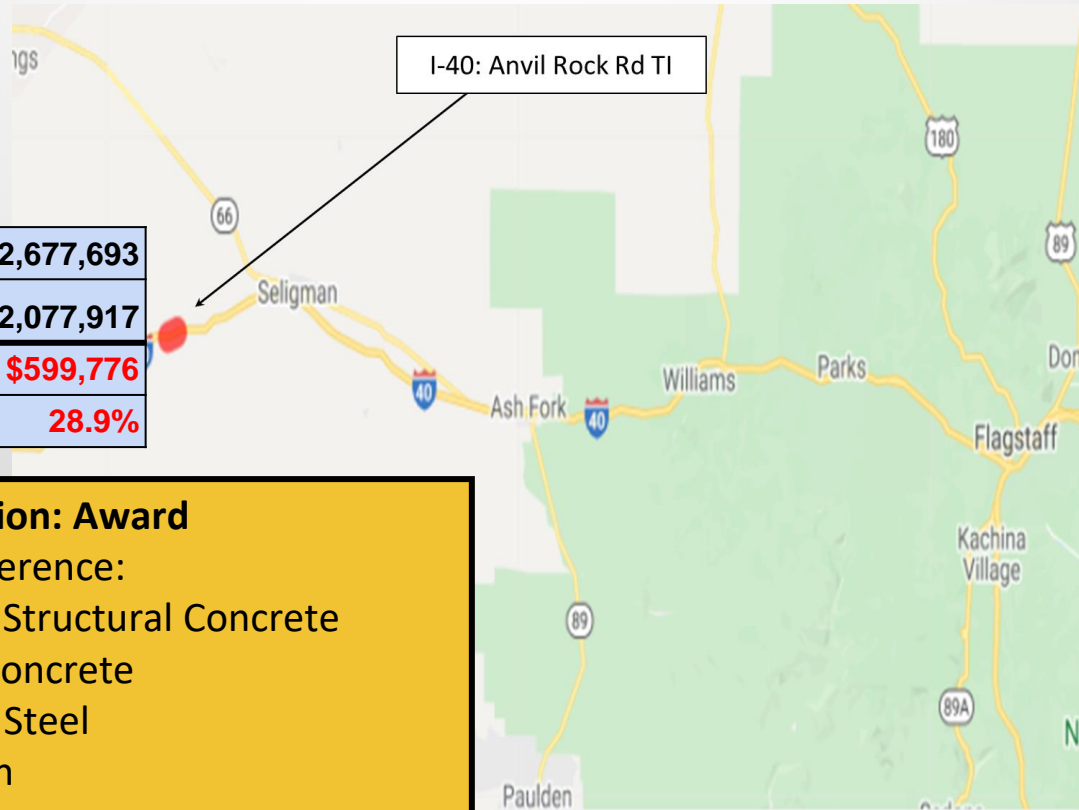 ngs
I-40: Anvil Rock Rd TI
180
66
89
2,677,693
Seligman
2,077,917
$599,776
Williams
Parks
Don
40
28.9%
Ash Fork
40
Flagstaff
ion: Award
erence:
Kachina
Village
Structural Concrete
89
oncrete
Steel
89A
N
n
Paulden